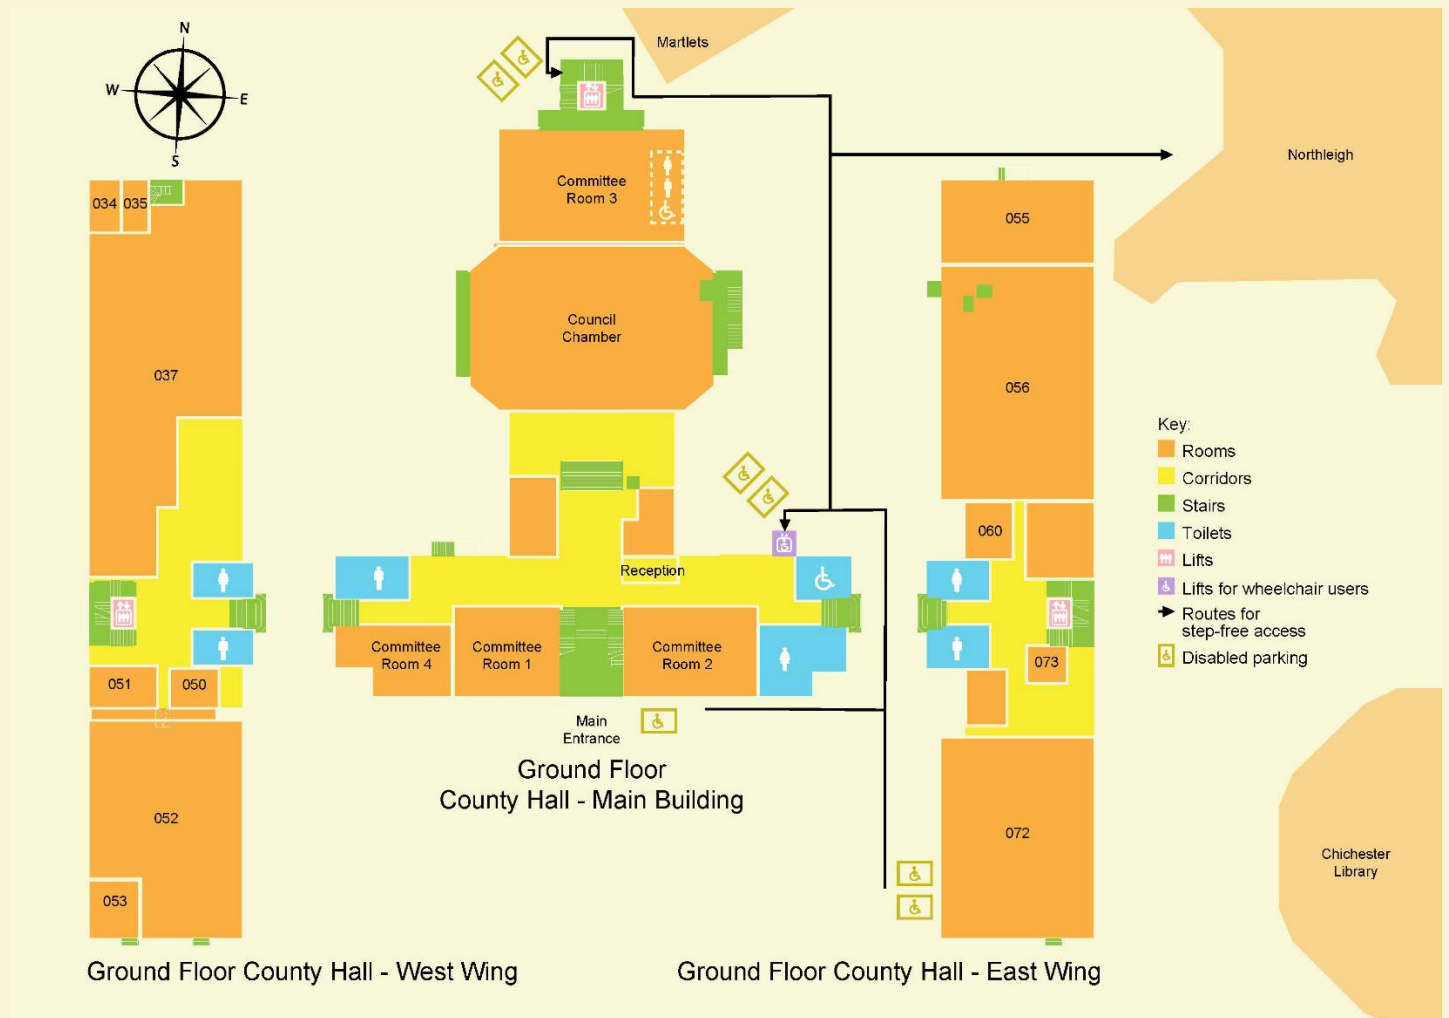 N
W
E
S
Martlets
Northleigh
034
035
037
051
050
052
053
Ground Floor County Hall - West Wing
Committee
Room 3
Council
Chamber
Reception
Committee
Room 4
Committee
Room 1
Committee
Room 2
Main
Entrance
Ground Floor
County Hall - Main Building
055
056
060
073
072
Ground Floor County Hall - East Wing
Key:
Rooms
Corridors
Stairs
Toilets
Lifts
Lifts for wheelchair users
Routes for
step-free access
Disabled parking
Chichester
Library